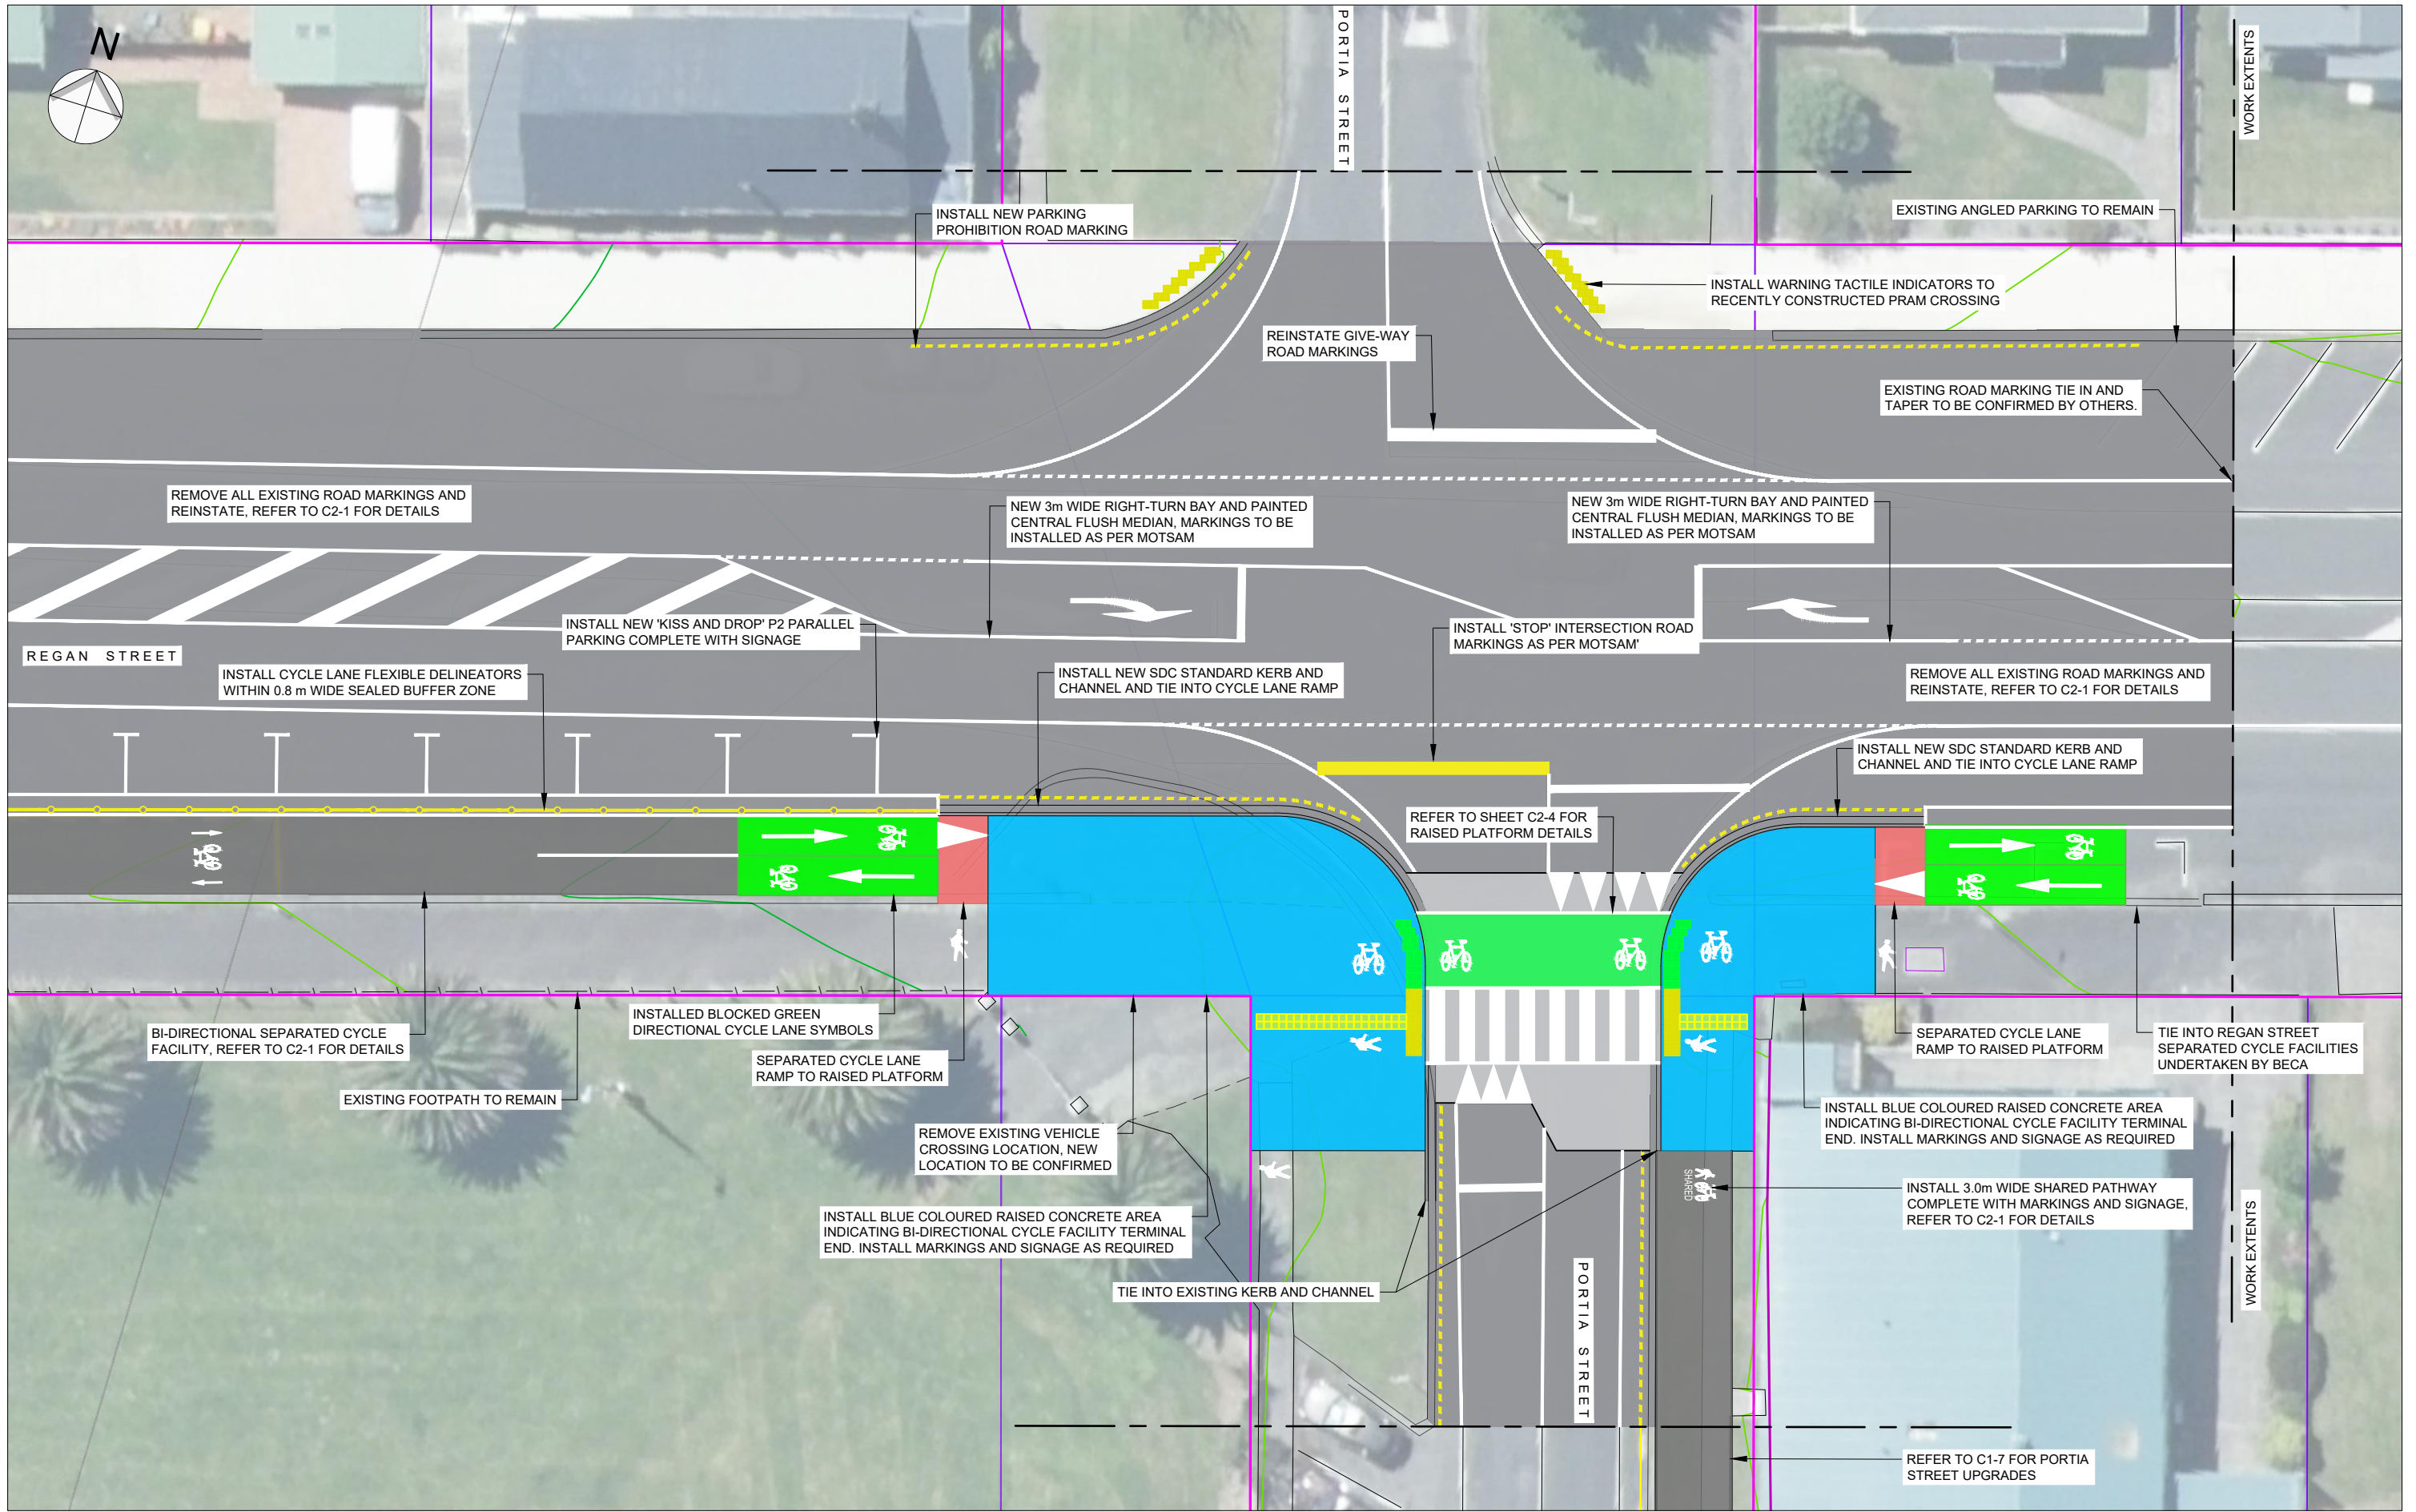 N
PORTIA STREET
WORK EXTENTS
INSTALL NEW PARKING
PROHIBITION ROAD MARKING
EXISTING ANGLED PARKING TO REMAIN
INSTALL WARNING TACTILE INDICATORS TO
RECENTLY CONSTRUCTED PRAM CROSSING
REINSTATE GIVE-WAY
ROAD MARKINGS
EXISTING ROAD MARKING TIE IN AND
TAPER TO BE CONFIRMED BY OTHERS.
REMOVE ALL EXISTING ROAD MARKINGS AND
REINSTATE, REFER TO C2-1 FOR DETAILS
NEW 3m WIDE RIGHT-TURN BAY AND PAINTED
CENTRAL FLUSH MEDIAN, MARKINGS TO BE
INSTALLED AS PER MOTSAM
NEW 3m WIDE RIGHT-TURN BAY AND PAINTED
CENTRAL FLUSH MEDIAN, MARKINGS TO BE
INSTALLED AS PER MOTSAM
INSTALL NEW 'KISS AND DROP' P2 PARALLEL
PARKING COMPLETE WITH SIGNAGE
INSTALL 'STOP' INTERSECTION ROAD
MARKINGS AS PER MOTSAM'
REGAN STREET
INSTALL CYCLE LANE FLEXIBLE DELINEATORS
WITHIN 0.8 m WIDE SEALED BUFFER ZONE
INSTALL NEW SDC STANDARD KERB AND
CHANNEL AND TIE INTO CYCLE LANE RAMP
REMOVE ALL EXISTING ROAD MARKINGS AND
REINSTATE, REFER TO C2-1 FOR DETAILS
INSTALL NEW SDC STANDARD KERB AND
CHANNEL AND TIE INTO CYCLE LANE RAMP
REFER TO SHEET C2-4 FOR
RAISED PLATFORM DETAILS
BI-DIRECTIONAL SEPARATED CYCLE
FACILITY, REFER TO C2-1 FOR DETAILS
INSTALLED BLOCKED GREEN
DIRECTIONAL CYCLE LANE SYMBOLS
SEPARATED CYCLE LANE
RAMP TO RAISED PLATFORM
SEPARATED CYCLE LANE
RAMP TO RAISED PLATFORM
TIE INTO REGAN STREET
SEPARATED CYCLE FACILITIES
UNDERTAKEN BY BECA
EXISTING FOOTPATH TO REMAIN
REMOVE EXISTING VEHICLE
CROSSING LOCATION, NEW
LOCATION TO BE CONFIRMED
INSTALL BLUE COLOURED RAISED CONCRETE AREA
INDICATING BI-DIRECTIONAL CYCLE FACILITY TERMINAL
END. INSTALL MARKINGS AND SIGNAGE AS REQUIRED
SHARED
INSTALL 3.0m WIDE SHARED PATHWAY
COMPLETE WITH MARKINGS AND SIGNAGE,
REFER TO C2-1 FOR DETAILS
INSTALL BLUE COLOURED RAISED CONCRETE AREA
INDICATING BI-DIRECTIONAL CYCLE FACILITY TERMINAL
END. INSTALL MARKINGS AND SIGNAGE AS REQUIRED
WORK EXTENTS
TIE INTO EXISTING KERB AND CHANNEL
PORTIA STREET
REFER TO C1-7 FOR PORTIA
STREET UPGRADES